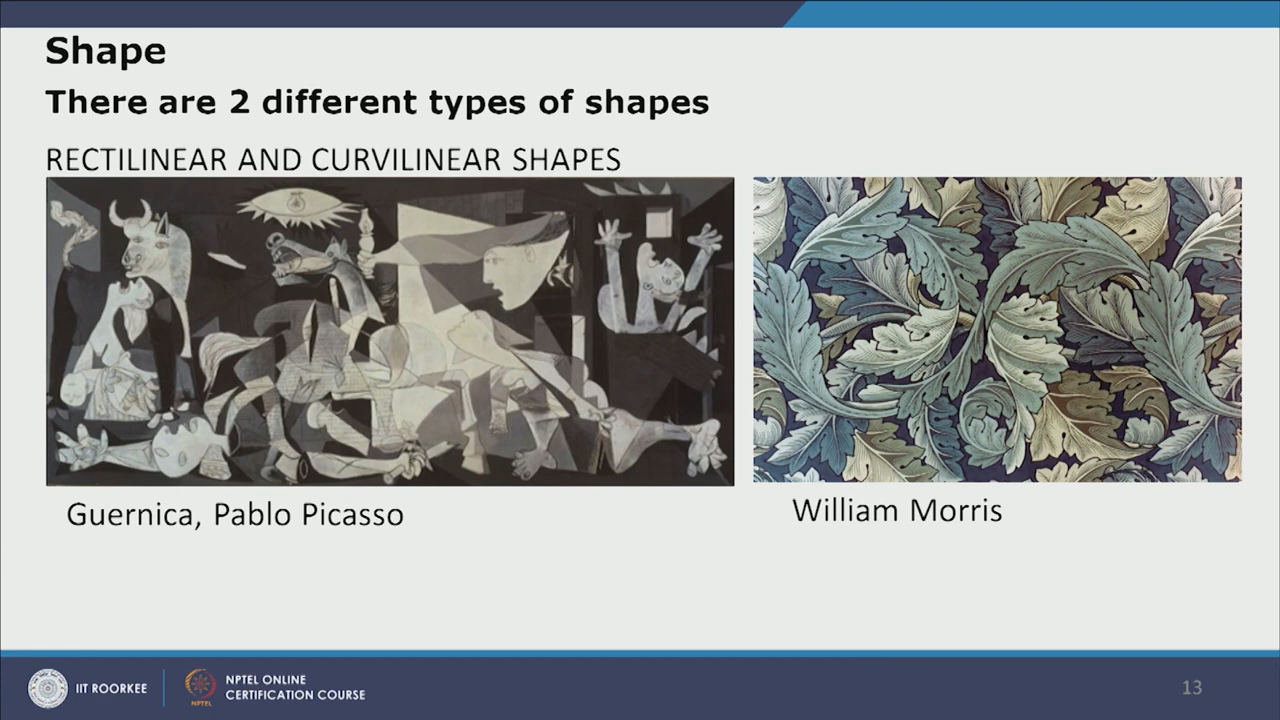 Shape
There are 2 different types of shapes
RECTILINEAR AND CURVILINEAR SHAPES
Guernica, Pablo Picasso
William Morris
IIT ROORKEE
NPTEL
NPTEL ONLINE
CERTIFICATION COURSE
13